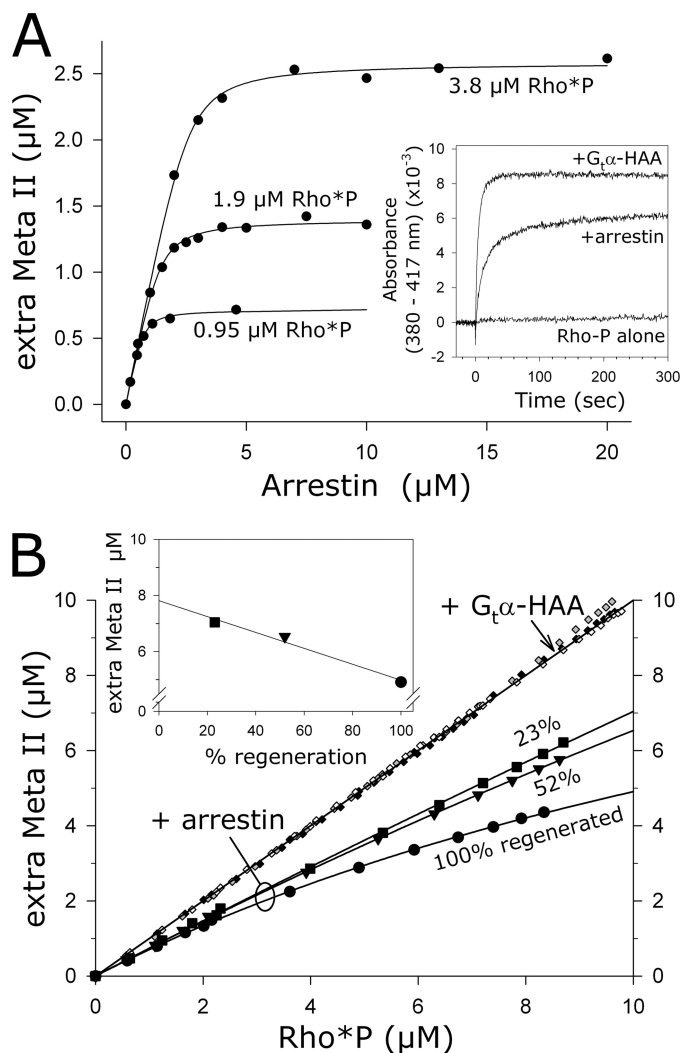 A
extra Meta II (µM)
2.5
2.0
1.5
1.0
0.5
0.0
3.8 µM Rho*P
1.9 µM Rho*P
0.95 µM Rho*P
0
5
10
15
20
Arrestin (µM)
Absorbance
(380 - 417 nm) (x10-3)
10
8
6
4
2
0
-2
+Gtα-HAA
+arrestin
Rho-P alone
0
100
200
300
Time (sec)
B
extra Meta II (µM)
extra Meta II µM
8
6
0
0
20
40
60
80
100
% regeneration
+ Gtα-HAA
+ arrestin
23%
52%
100% regenerated
10
8
6
4
2
0
10
8
6
4
2
0
0
2
4
6
8
10
Rho*P (µM)